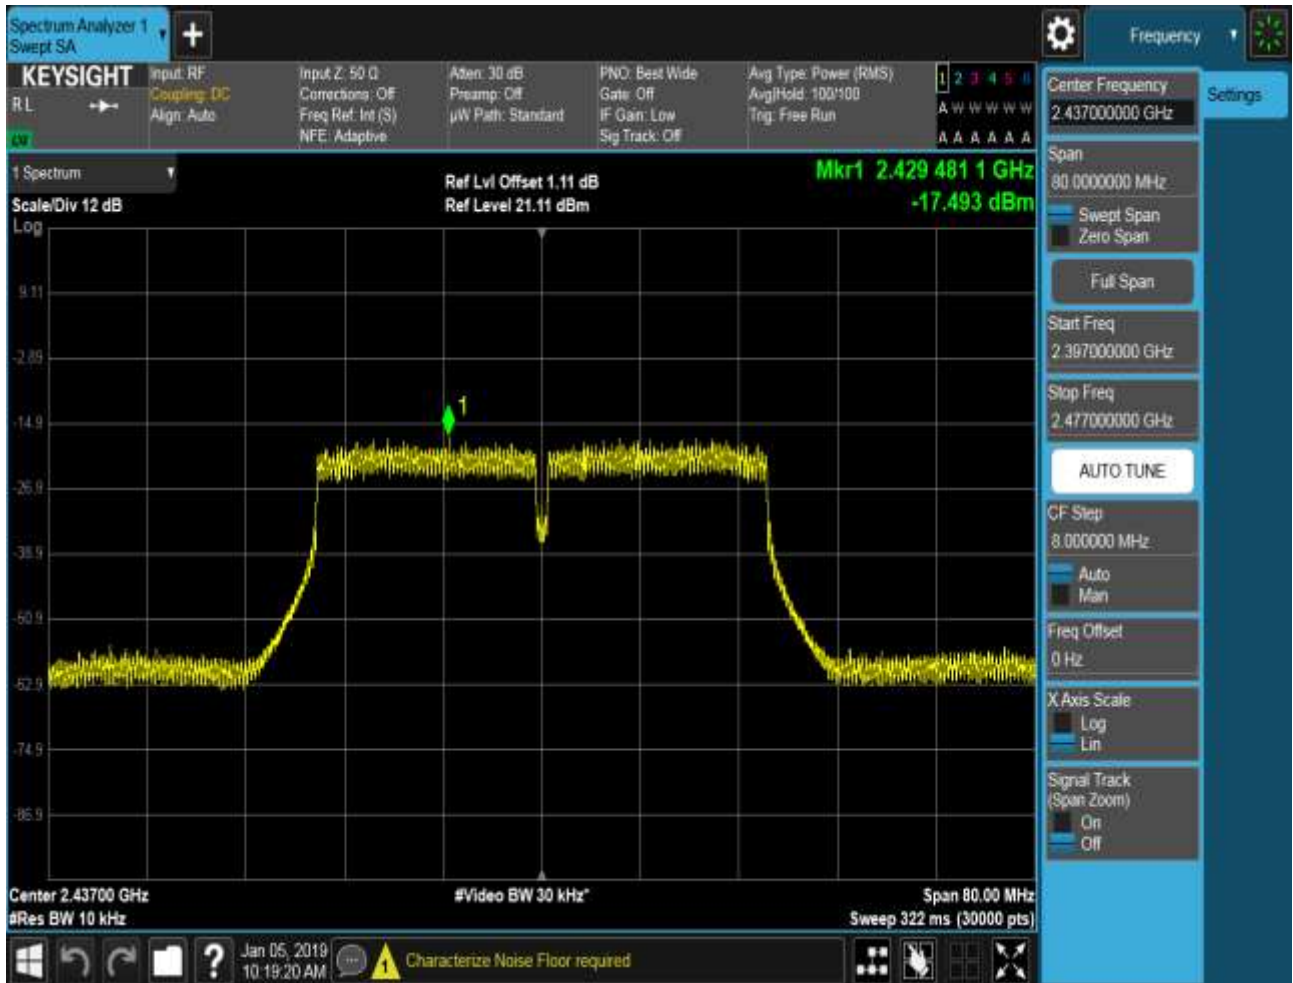 Spectrum Analyzer 1
Swept SA
Frequency
KEYSIGHT
R L
Input: RF
Coupling: DC
Align: Auto
Input Z: 50 Ω
Corrections: Off
Freq Ref: Int (S)
NFE: Adaptive
Atten: 30 dB
Preamp: Off
µW Path: Standard
PNO: Best Wide
Gate: Off
IF Gain: Low
Sig Track: Off
Avg Type: Power (RMS)
Avg|Hold: 100/100
Trig: Free Run
1 2 3 4 5 6
A W W W W W
A A A A A A
1 Spectrum
Scale/Div 12 dB
Log
Ref Lvl Offset 1.11 dB
Ref Level 21.11 dBm
Mkr1 2.429 481 1 GHz
-17.493 dBm
9.11
-2.89
-14.9
-26.9
-38.9
-50.9
-62.9
-74.9
-86.9
1
Center 2.43700 GHz
#Res BW 10 kHz
#Video BW 30 kHz*
Span 80.00 MHz
Sweep 322 ms (30000 pts)
Center Frequency
2.437000000 GHz
Settings
Span
80.0000000 MHz
Swept Span
Zero Span
Full Span
Start Freq
2.397000000 GHz
Stop Freq
2.477000000 GHz
AUTO TUNE
CF Step
8.000000 MHz
Auto
Man
Freq Offset
0 Hz
X Axis Scale
Log
Lin
Signal Track
(Span Zoom)
On
Off
?
Jan 05, 2019
10:19:20 AM
1
Characterize Noise Floor required